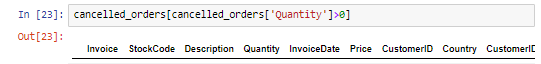 In [23]: cancelled_orders[cancelled_orders['Quantity']>0]
Out[23]:
Invoice StockCode Description Quantity InvoiceDate Price CustomerID Country CustomerID